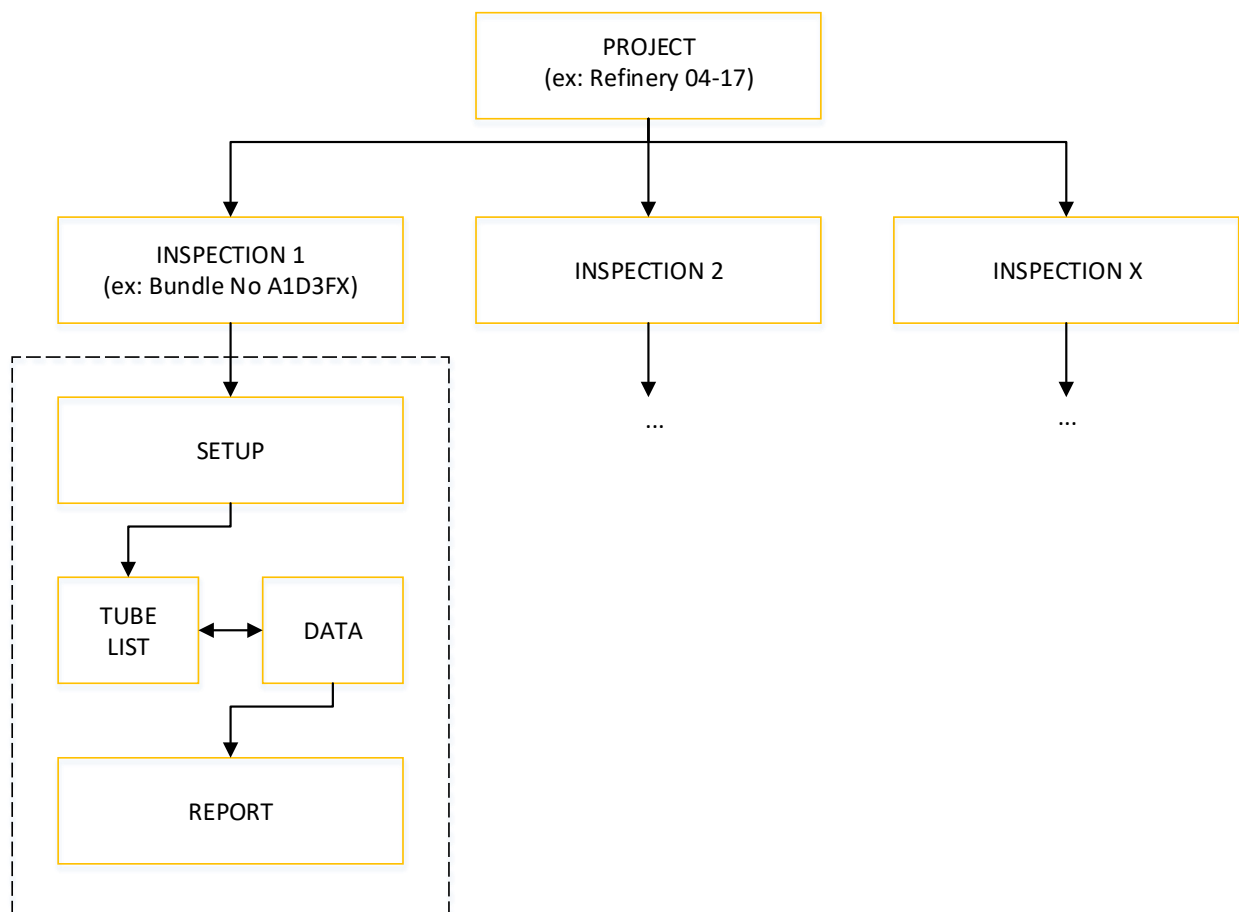 PROJECT
(ex: Refinery 04-17)
INSPECTION 1
(ex: Bundle No A1D3FX)
INSPECTION 2
INSPECTION X
SETUP
...
...
TUBE
LIST
DATA
REPORT